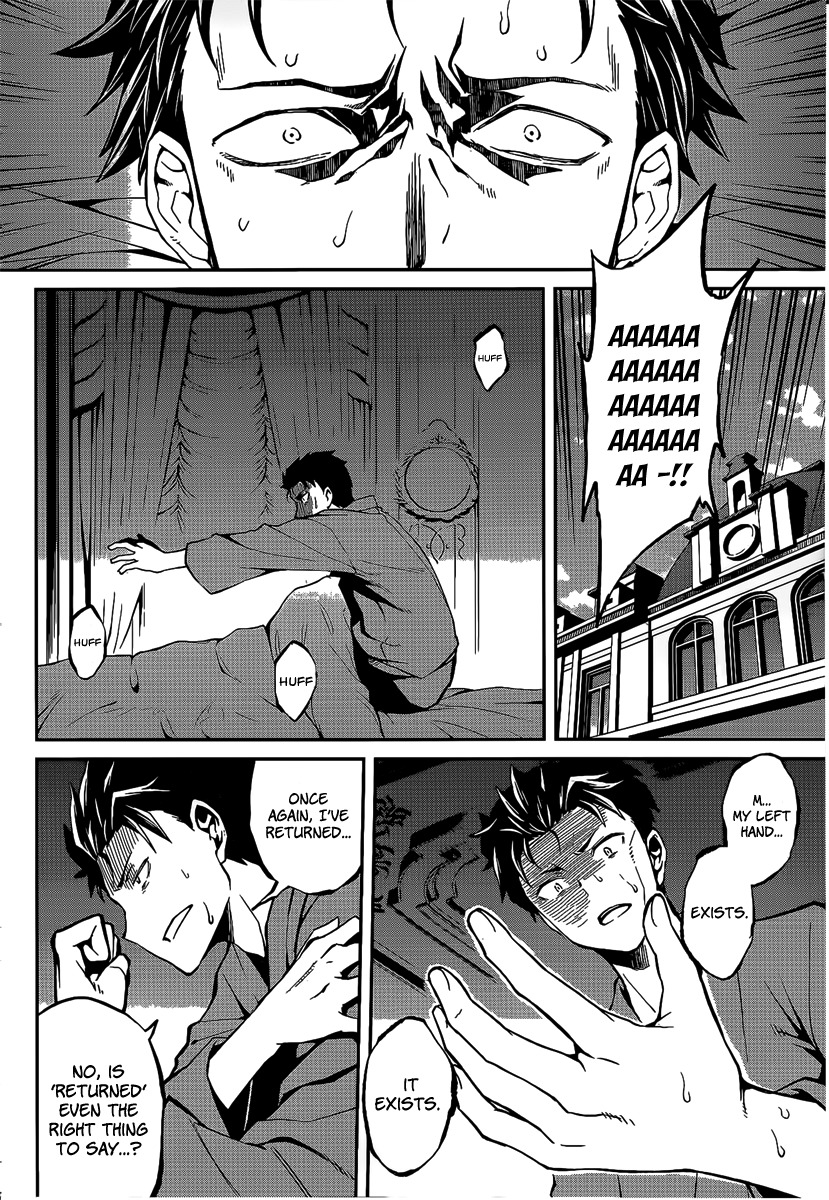 AAAAAA
AAAAAA
AAAAAA
AAAAAA
AA -!!
HUFF
HUFF
HUFF
M...
MY LEFT
HAND...
EXISTS.
IT
EXISTS.
ONCE
AGAIN, I'VE
RETURNED...
NO, IS
'RETURNED'
EVEN THE
RIGHT THING
TO SAY...?